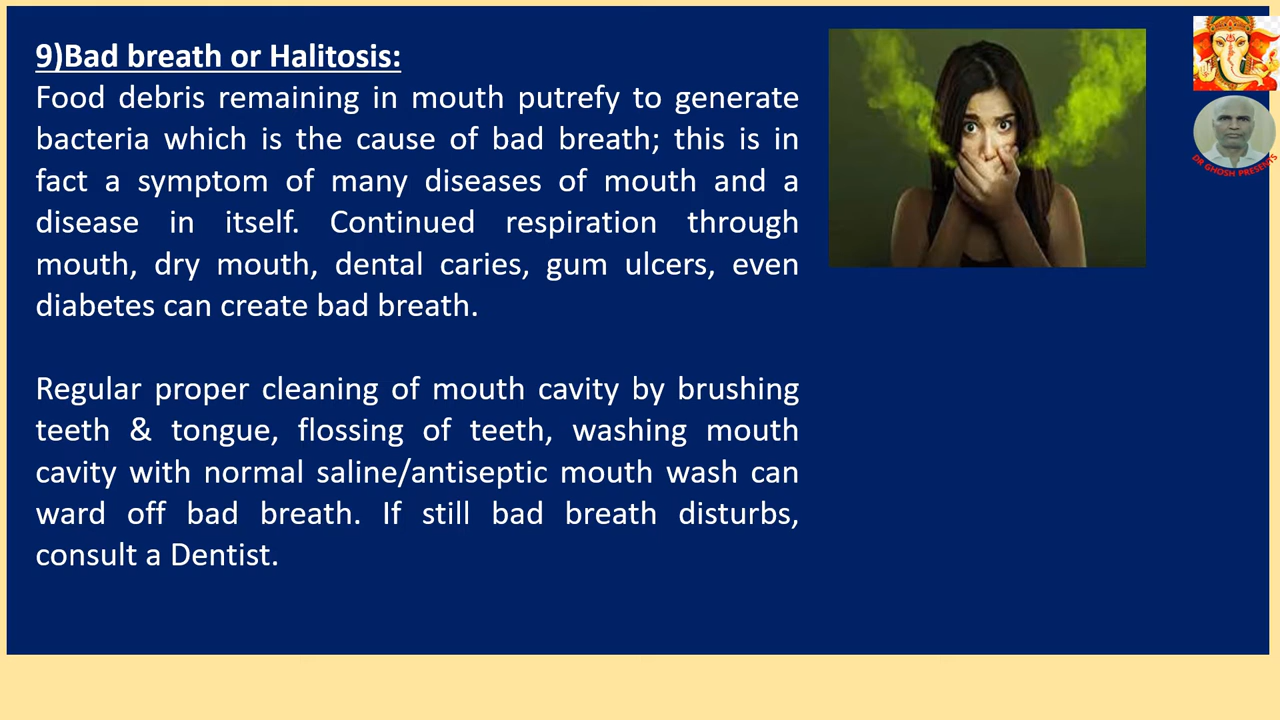 9)Bad breath or Halitosis:
Food debris remaining in mouth putrefy to generate
bacteria which is the cause of bad breath; this is in
fact a symptom of many diseases of mouth and a
disease in itself. Continued respiration through
mouth, dry mouth, dental caries, gum ulcers, even
diabetes can create bad breath.
Regular proper cleaning of mouth cavity by brushing
teeth & tongue, flossing of teeth, washing mouth
cavity with normal saline/antiseptic mouth wash can
ward off bad breath. If still bad breath disturbs,
consult a Dentist.
DR GHOSH PRESENTS